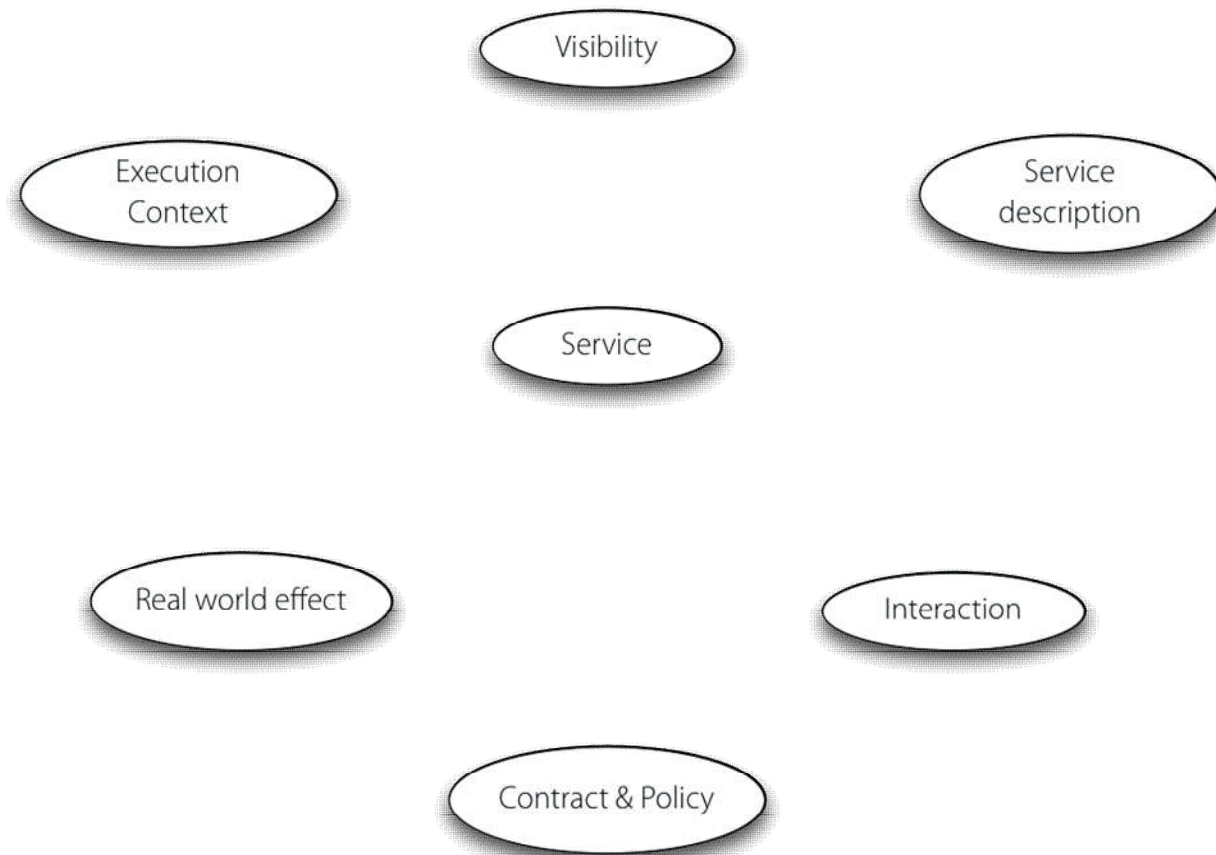 Visibility
Execution
Context
Service
description
Service
Real world effect
Interaction
Contract & Policy